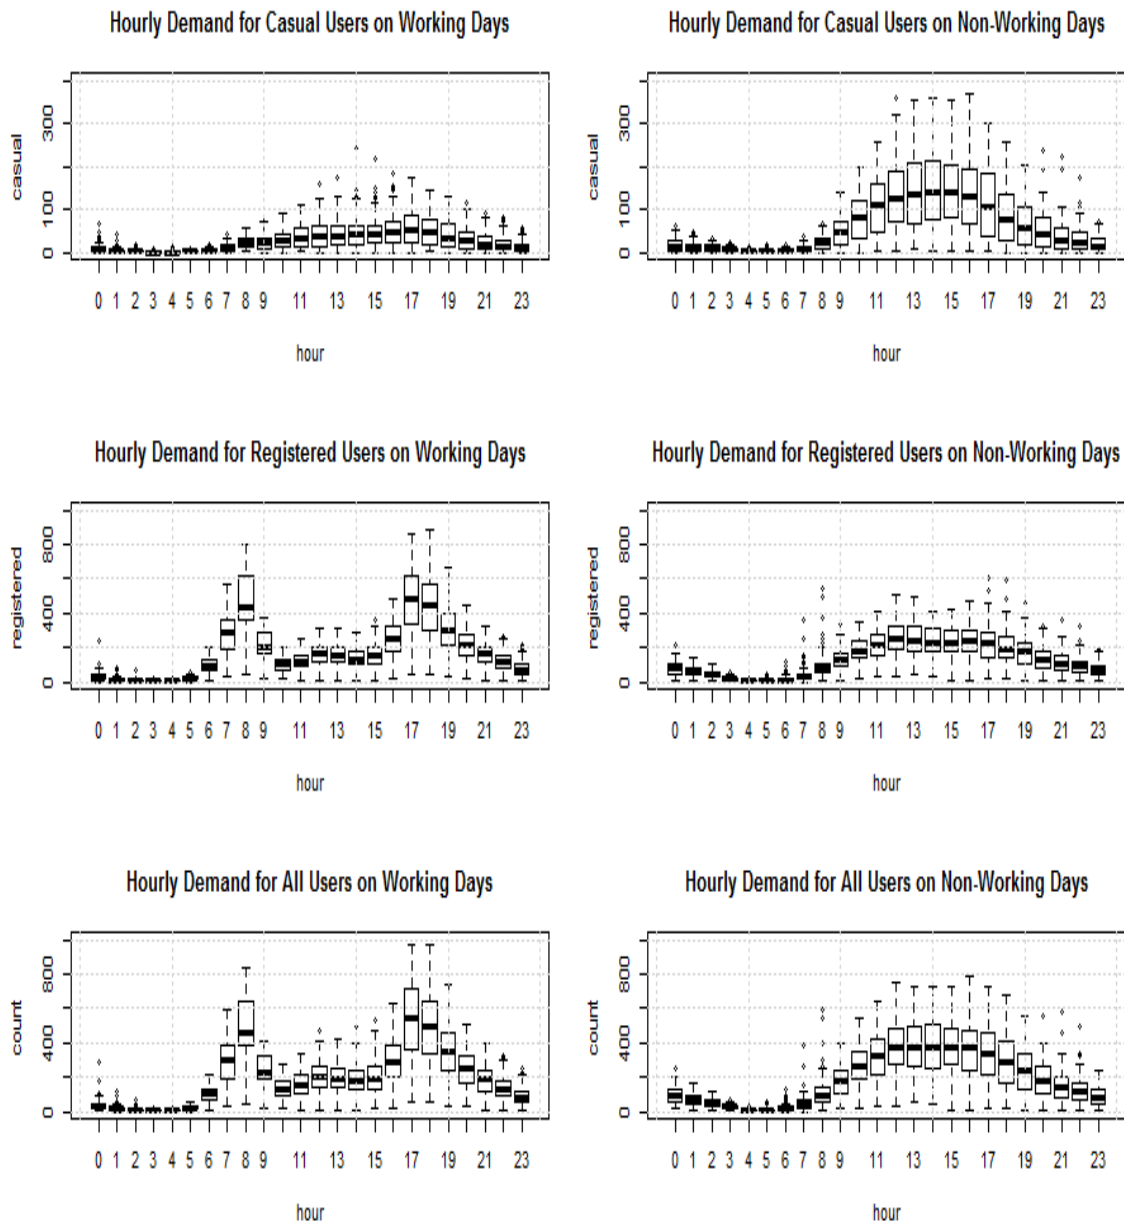 Hourly Demand for Casual Users on Working Days
casual
0 100 300
0 1 2 3 4 5 6 7 8 9 11 13 15 17 19 21 23
hour
Hourly Demand for Casual Users on Non-Working Days
casual
0 100 300
0 1 2 3 4 5 6 7 8 9 11 13 15 17 19 21 23
hour
Hourly Demand for Registered Users on Working Days
registered
0 400 800
0 1 2 3 4 5 6 7 8 9 11 13 15 17 19 21 23
hour
Hourly Demand for Registered Users on Non-Working Days
registered
0 400 800
0 1 2 3 4 5 6 7 8 9 11 13 15 17 19 21 23
hour
Hourly Demand for All Users on Working Days
count
0 400 800
0 1 2 3 4 5 6 7 8 9 11 13 15 17 19 21 23
hour
Hourly Demand for All Users on Non-Working Days
count
0 400 800
0 1 2 3 4 5 6 7 8 9 11 13 15 17 19 21 23
hour